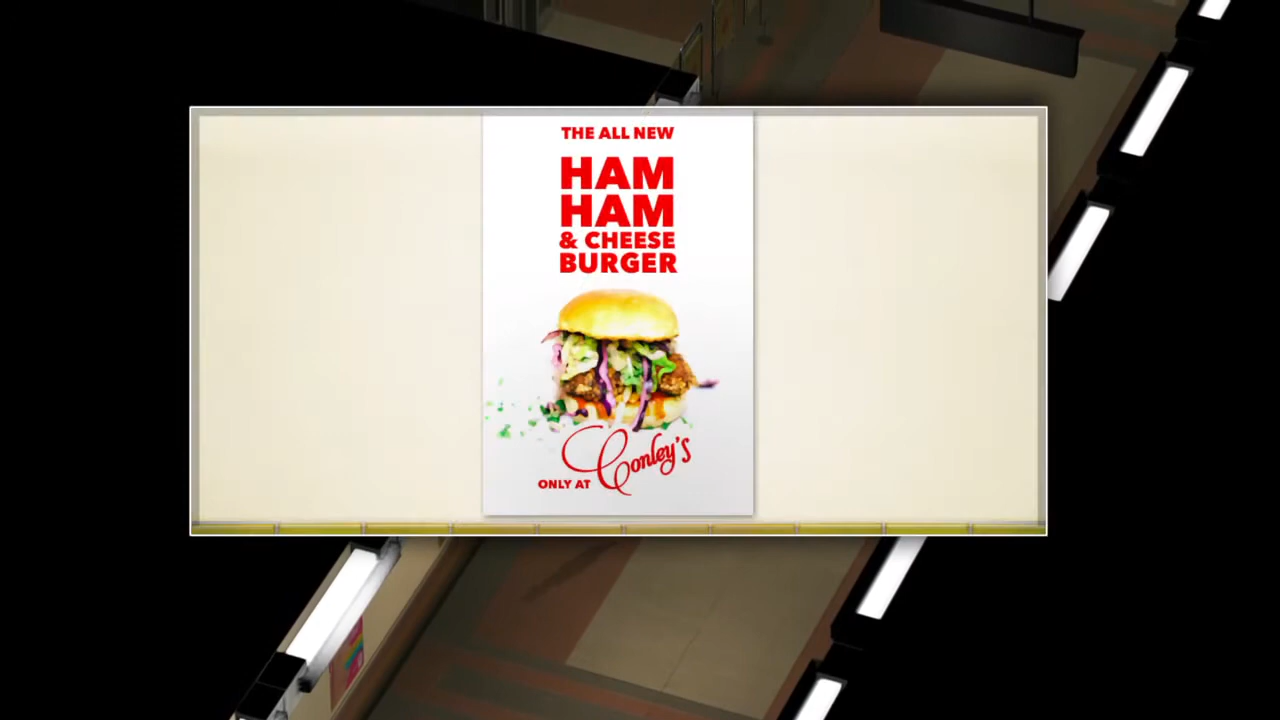 THE ALL NEW
HAM
HAM
& CHEESE
BURGER
ONLY AT Conley's